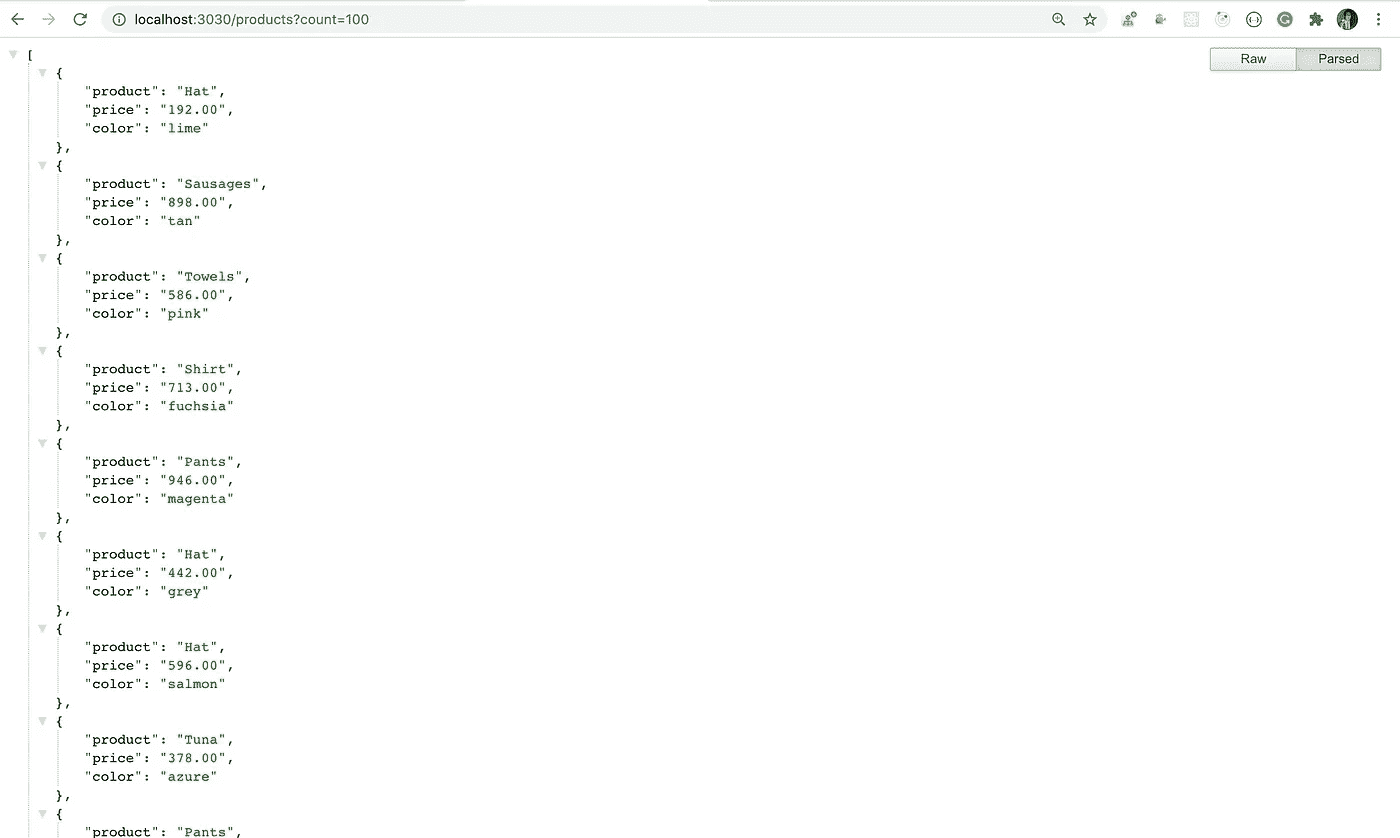 localhost:3030/products?count=100
Raw Parsed
[
{
"product": "Hat",
"price": "192.00",
"color": "lime"
},
{
"product": "Sausages",
"price": "898.00",
"color": "tan"
},
{
"product": "Towels",
"price": "586.00",
"color": "pink"
},
{
"product": "Shirt",
"price": "713.00",
"color": "fuchsia"
},
{
"product": "Pants",
"price": "946.00",
"color": "magenta"
},
{
"product": "Hat",
"price": "442.00",
"color": "grey"
},
{
"product": "Hat",
"price": "596.00",
"color": "salmon"
},
{
"product": "Tuna",
"price": "378.00",
"color": "azure"
},
{
"product": "Pants",